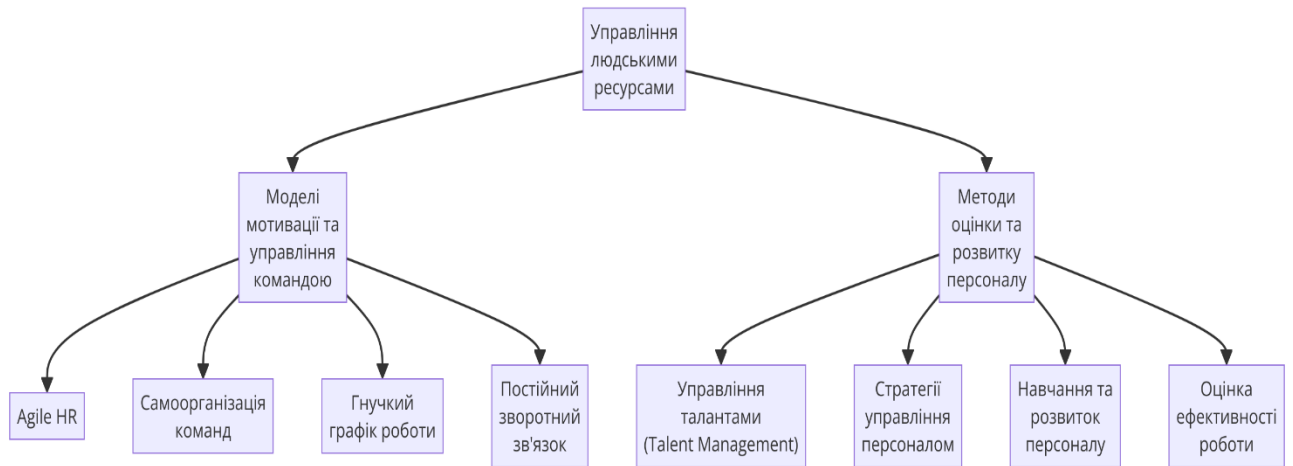 Управління
людськими
ресурсами
Моделі
мотивації та
управління
командою
Методи
оцінки та
розвитку
персоналу
Agile HR
Самоорганізація
команд
Гнучкий
графік роботи
Постійний
зворотний
зв'язок
Управління
талантами
(Talent Management)
Стратегії
управління
персоналом
Навчання та
розвиток
персоналу
Оцінка
ефективності
роботи